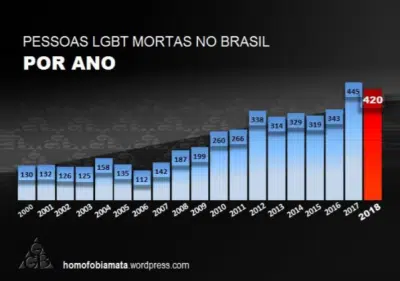 PESSOAS LGBT MORTAS NO BRASIL
POR ANO
130 132 126 125 158 135 112 142 187 199 260 266 338 314 329 319 343 445 420
2000 2001 2002 2003 2004 2005 2006 2007 2008 2009 2010 2011 2012 2013 2014 2015 2016 2017 2018
homofobiamata.wordpress.com